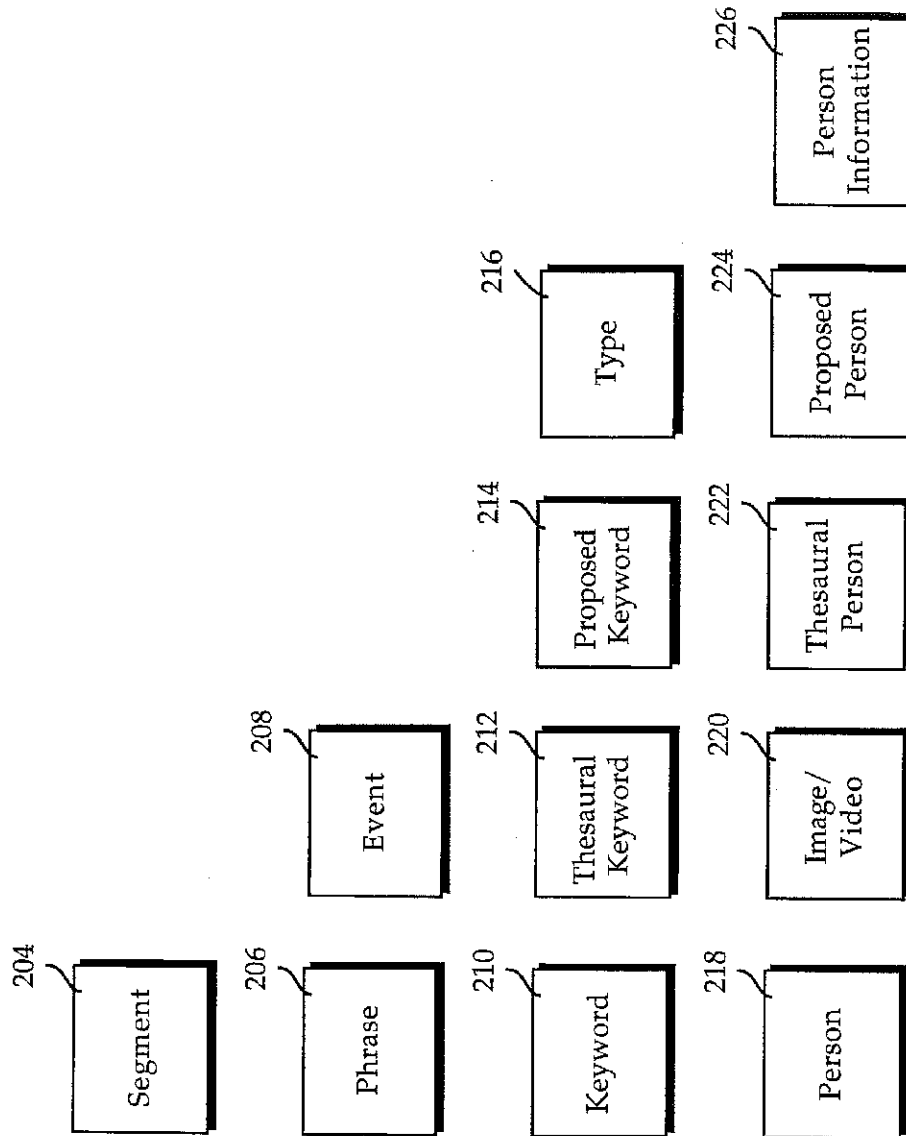 204
Segment
206
Phrase
208
Event
210
Keyword
212
Thesaural
Keyword
214
Proposed
Keyword
216
Type
218
Person
220
Image/
Video
222
Thesaural
Person
224
Proposed
Person
226
Person
Information